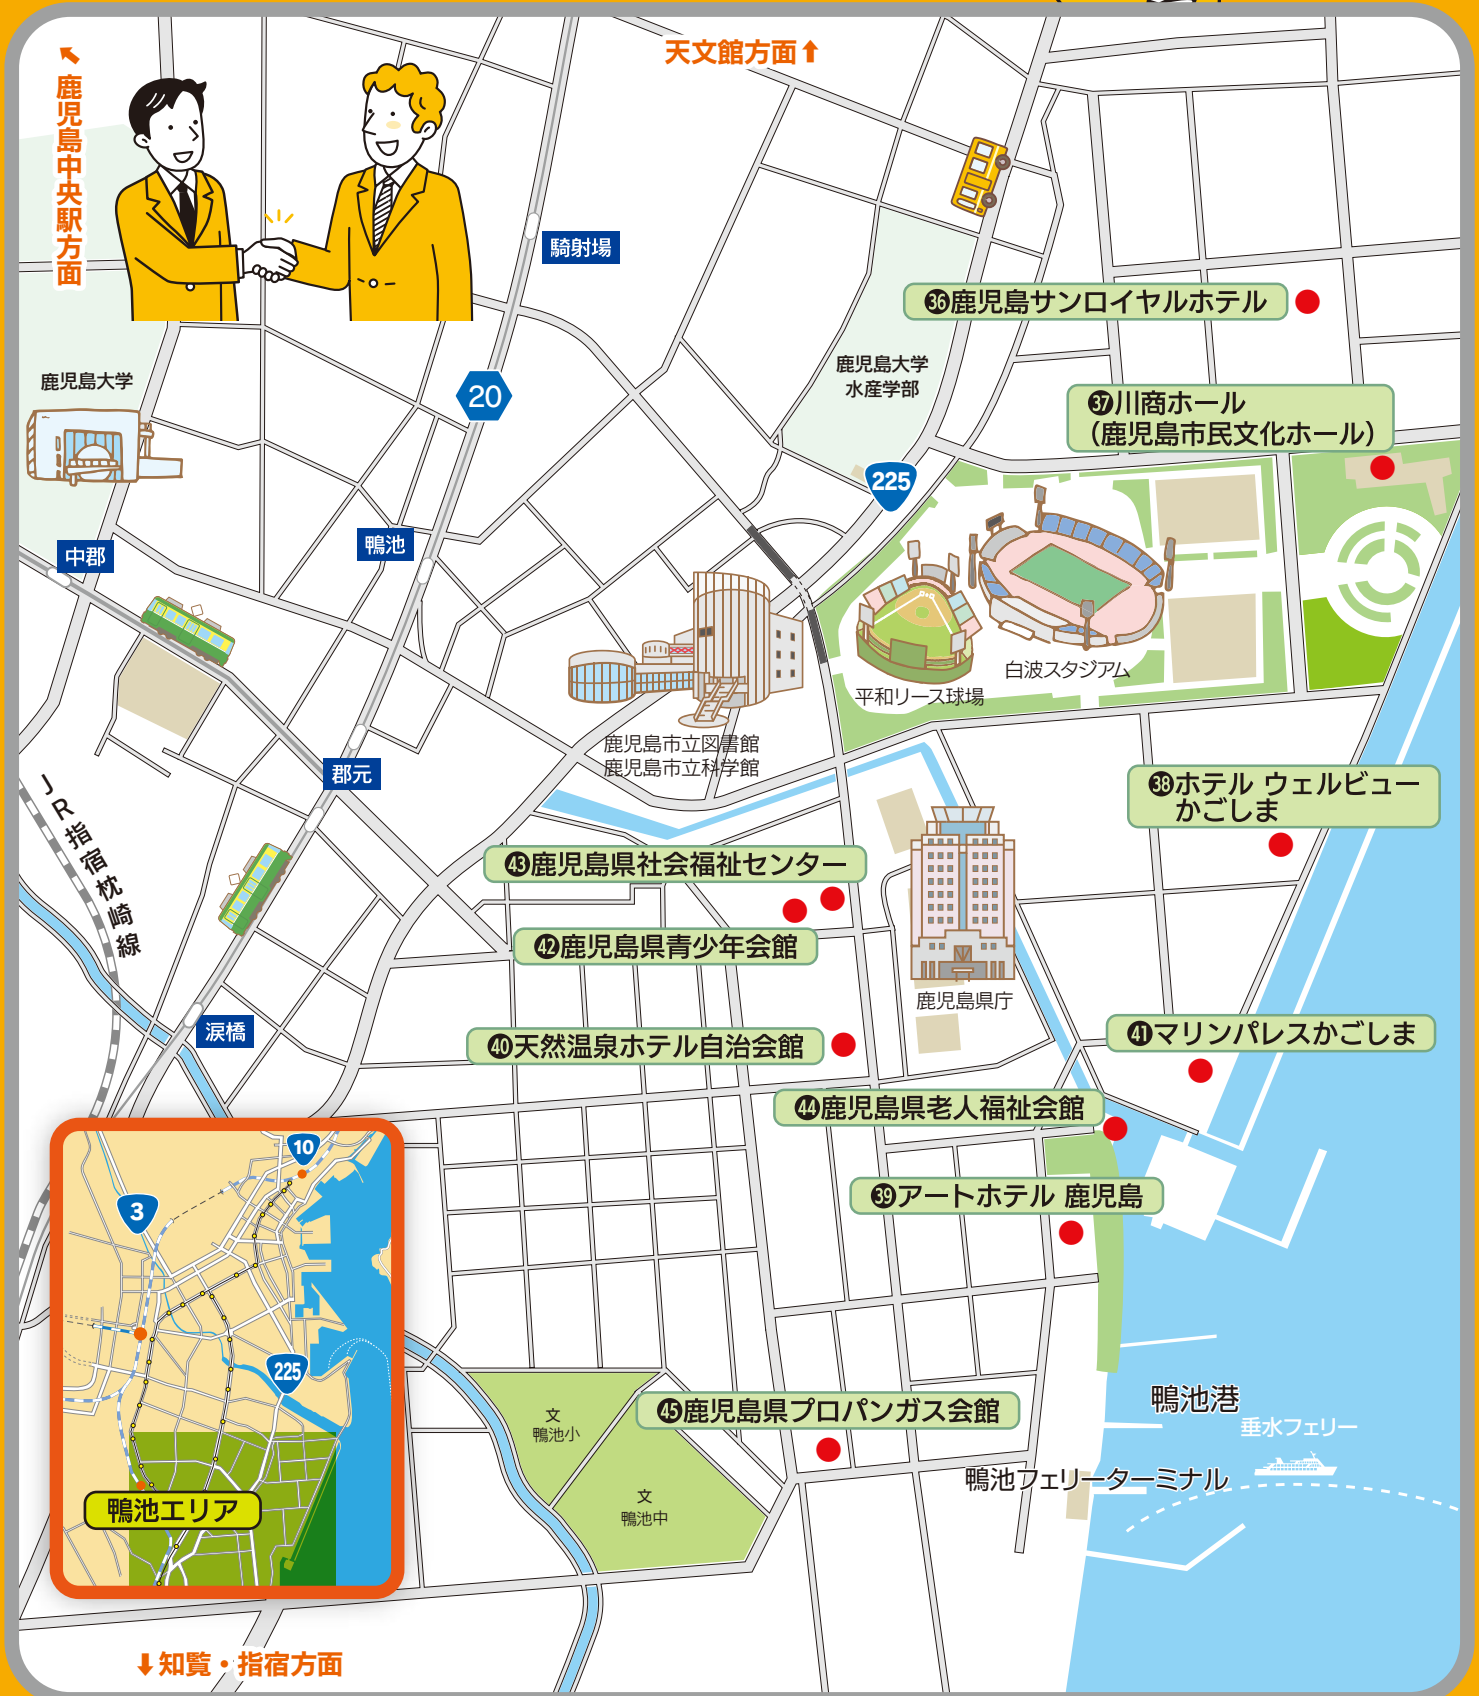 天文館方面
鹿児島中央駅方面
騎射場
㊱鹿児島サンロイヤルホテル
20
鹿児島大学
水産学部
鹿児島大学
㊲川商ホール
(鹿児島市民文化ホール)
225
鴨池
中郡
白波スタジアム
平和リース球場
鹿児島市立図書館
鹿児島市立科学館
郡元
㊳ホテル ウェルビュー
かごしま
JR指宿枕崎線
㊸鹿児島県社会福祉センター
㊷鹿児島県青少年会館
鹿児島県庁
涙橋
㊵天然温泉ホテル自治会館
㊶マリンパレスかごしま
㊹鹿児島県老人福祉会館
㊴アートホテル 鹿児島
10
3
225
鴨池エリア
文
鴨池小
㊺鹿児島県プロパンガス会館
鴨池港
垂水フェリー
鴨池フェリーターミナル
文
鴨池中
知覧・指宿方面